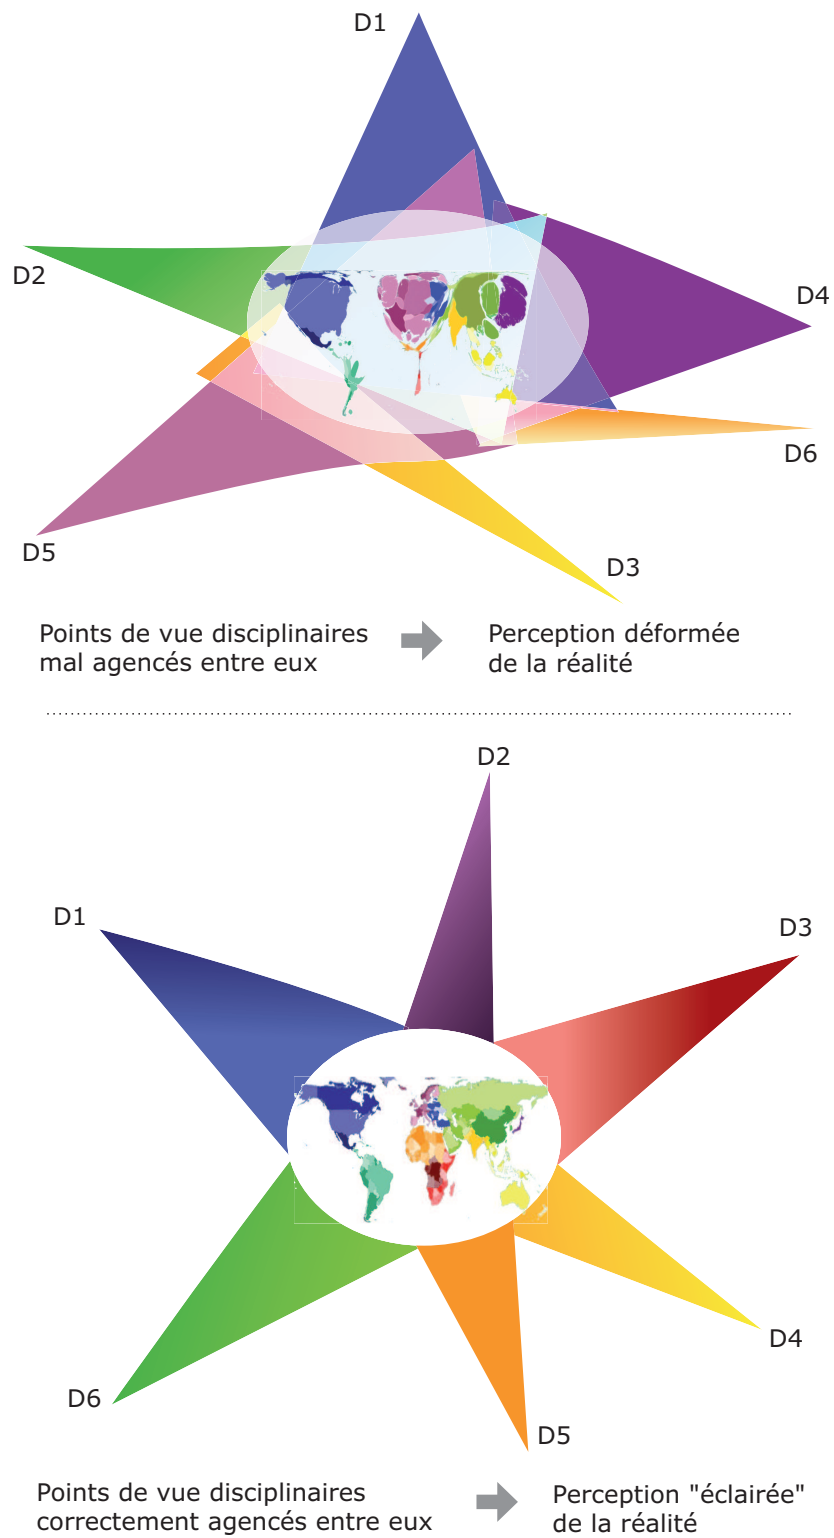 D1
D2
D4
D6
D5
D3
Points de vue disciplinaires
mal agencés entre eux
Perception déformée
de la réalité
D2
D1
D3
D4
D6
D5
Points de vue disciplinaires
correctement agencés entre eux
Perception "éclairée"
de la réalité